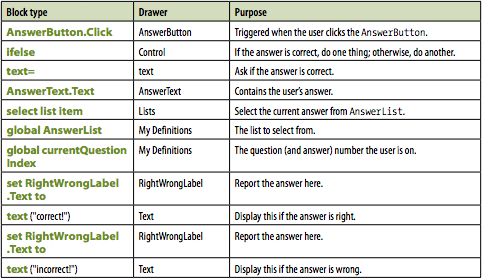 Block type Drawer Purpose
AnswerButton.Click AnswerButton Triggered when the user clicks the AnswerButton.
ifelse Control If the answer is correct, do one thing; otherwise, do another.
text= text Ask if the answer is correct.
AnswerText.Text AnswerText Contains the user's answer.
select list item Lists Select the current answer from AnswerList.
global AnswerList My Definitions The list to select from.
global currentQuestion My Definitions The question (and answer) number the user is on.
Index
set RightWrongLabel RightWrongLabel Report the answer here.
.Text to
text ("correct!") Text Display this if the answer is right.
set RightWrongLabel RightWrongLabel Report the answer here.
.Text to
text ("incorrect!") Text Display this if the answer is wrong.